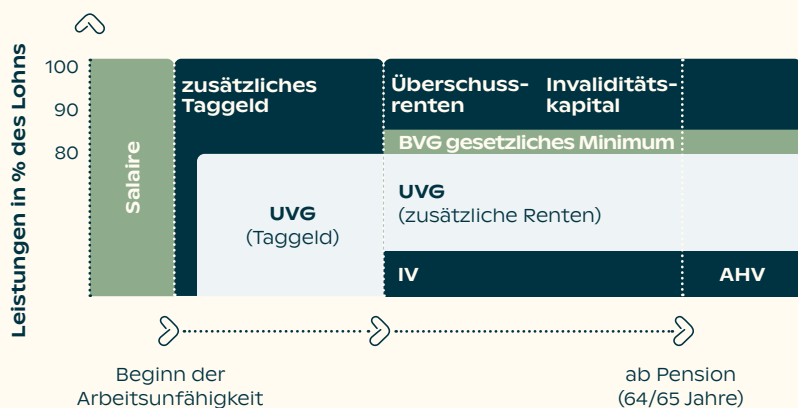 Leistungen in % des Lohns
100
90
80
Salaire
zusätzliches
Taggeld
UVG
(Taggeld)
Überschuss-
renten
Invaliditäts-
kapital
BVG gesetzliches Minimum
UVG
(zusätzliche Renten)
IV
AHV
Beginn der
Arbeitsunfähigkeit
ab Pension
(64/65 Jahre)